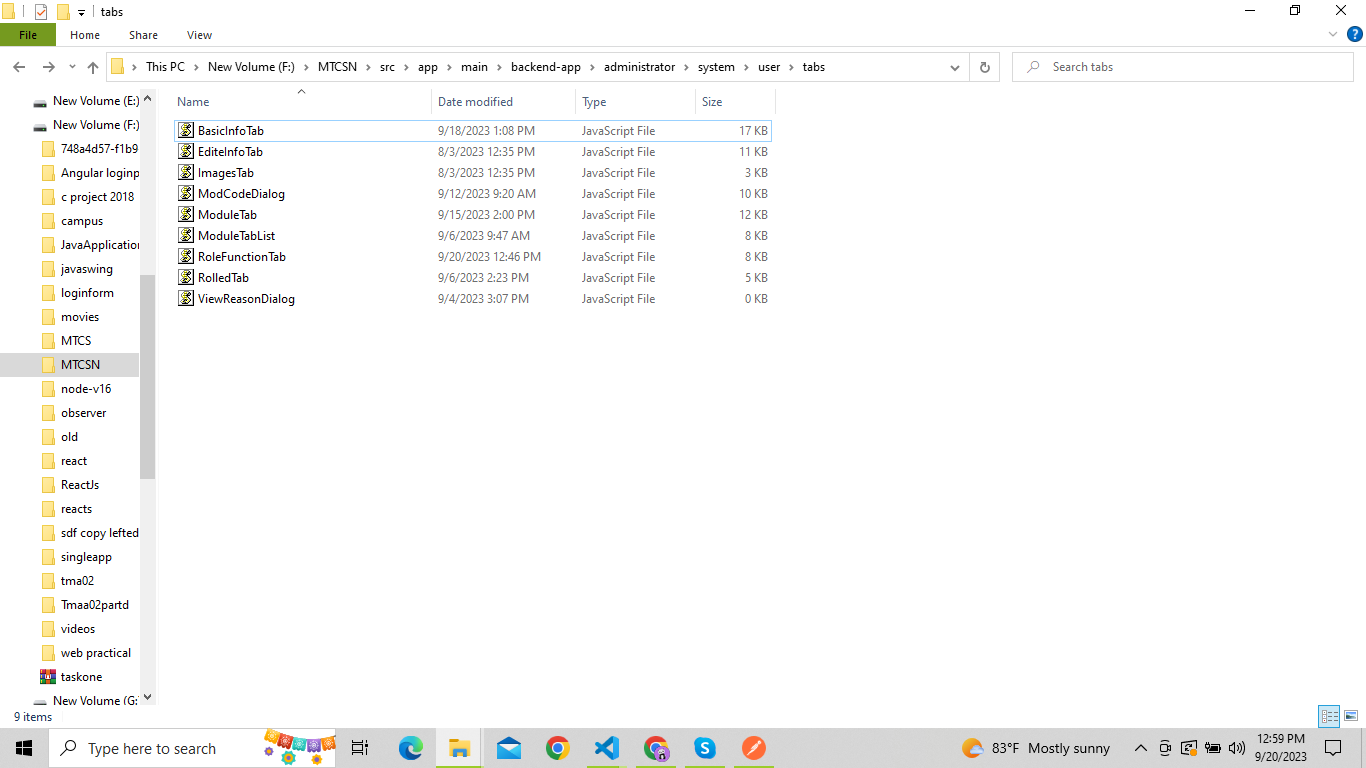 tabs
File Home Share View
This PC New Volume (F:) MTCSN src app main backend-app administrator system user tabs
Search tabs
New Volume (E:)
New Volume (F:)
748a4d57-f1b9
Angular loginp
c project 2018
campus
JavaApplication
javaswing
loginform
movies
MTCS
MTCSN
node-v16
observer
old
react
ReactJs
reacts
sdf copy lefted
singleapp
tma02
Tmaa02partd
videos
web practical
taskone
New Volume (G:
Name Date modified Type Size
BasicInfoTab 9/18/2023 1:08 PM JavaScript File 17 KB
EditeInfoTab 8/3/2023 12:35 PM JavaScript File 11 KB
ImagesTab 8/3/2023 12:35 PM JavaScript File 3 KB
ModCodeDialog 9/12/2023 9:20 AM JavaScript File 10 KB
ModuleTab 9/15/2023 2:00 PM JavaScript File 12 KB
ModuleTabList 9/6/2023 9:47 AM JavaScript File 8 KB
RoleFunctionTab 9/20/2023 12:46 PM JavaScript File 8 KB
RolledTab 9/6/2023 2:23 PM JavaScript File 5 KB
ViewReasonDialog 9/4/2023 3:07 PM JavaScript File 0 KB
9 items
Type here to search
83°F Mostly sunny
12:59 PM
9/20/2023